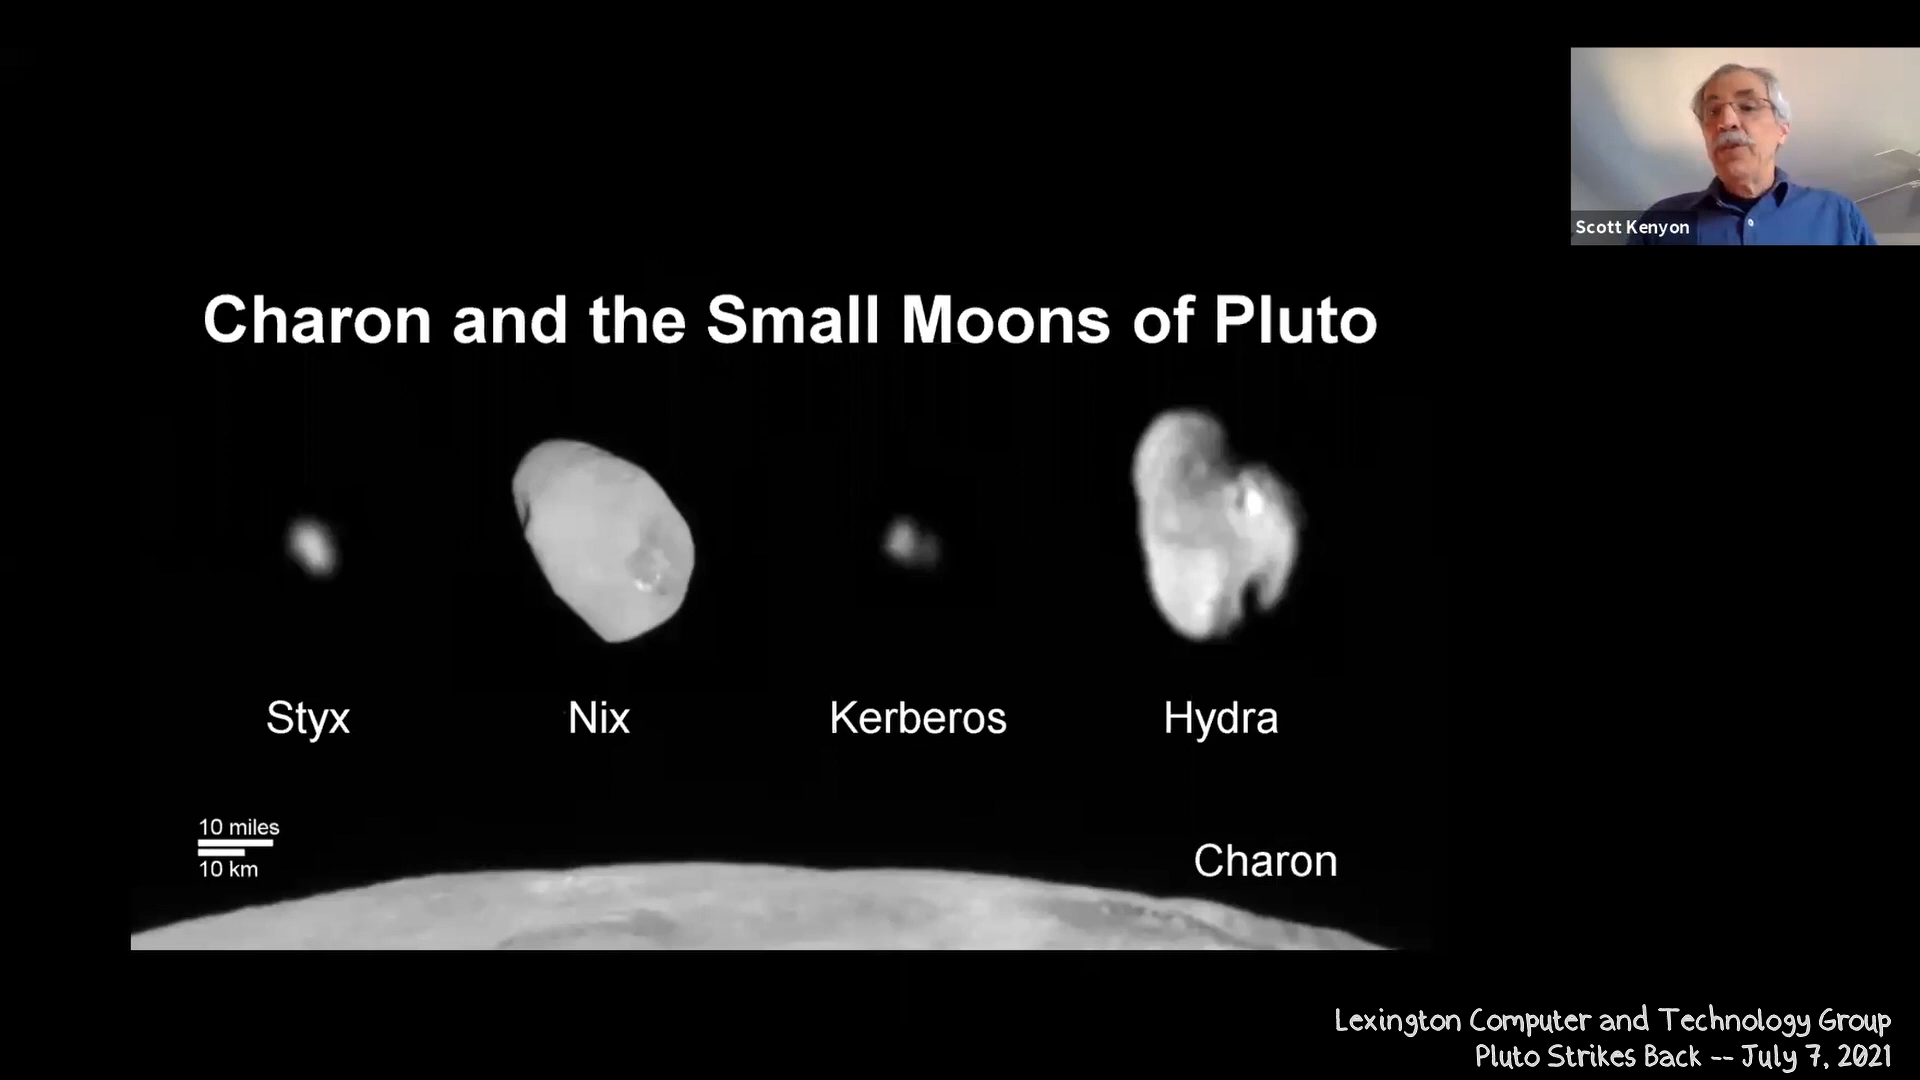 Scott Kenyon
Charon and the Small Moons of Pluto
Styx
Nix
Kerberos
Hydra
10 miles
10 km
Charon
Lexington Computer and Technology Group
Pluto Strikes Back -- July 7, 2021